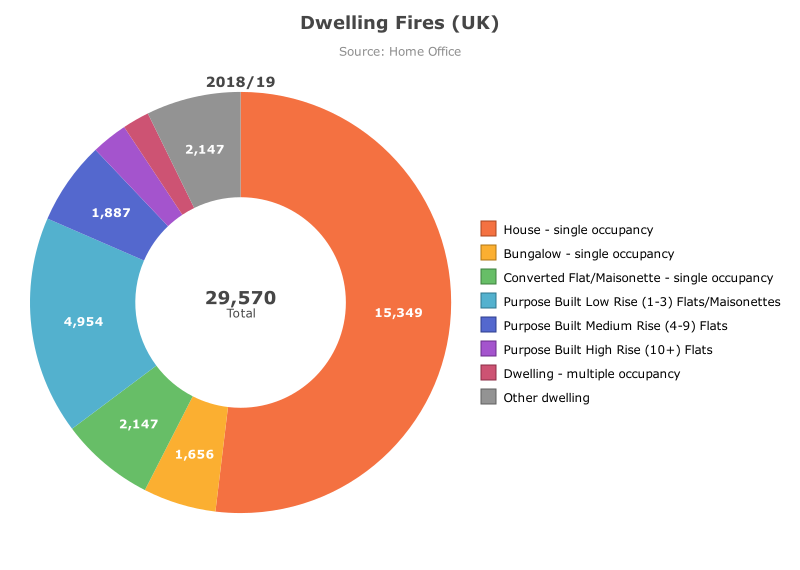 Dwelling Fires (UK)
Source: Home Office
2018/19
2,147
1,887
4,954
2,147
1,656
15,349
29,570
Total
House - single occupancy
Bungalow - single occupancy
Converted Flat/Maisonette - single occupancy
Purpose Built Low Rise (1-3) Flats/Maisonettes
Purpose Built Medium Rise (4-9) Flats
Purpose Built High Rise (10+) Flats
Dwelling - multiple occupancy
Other dwelling